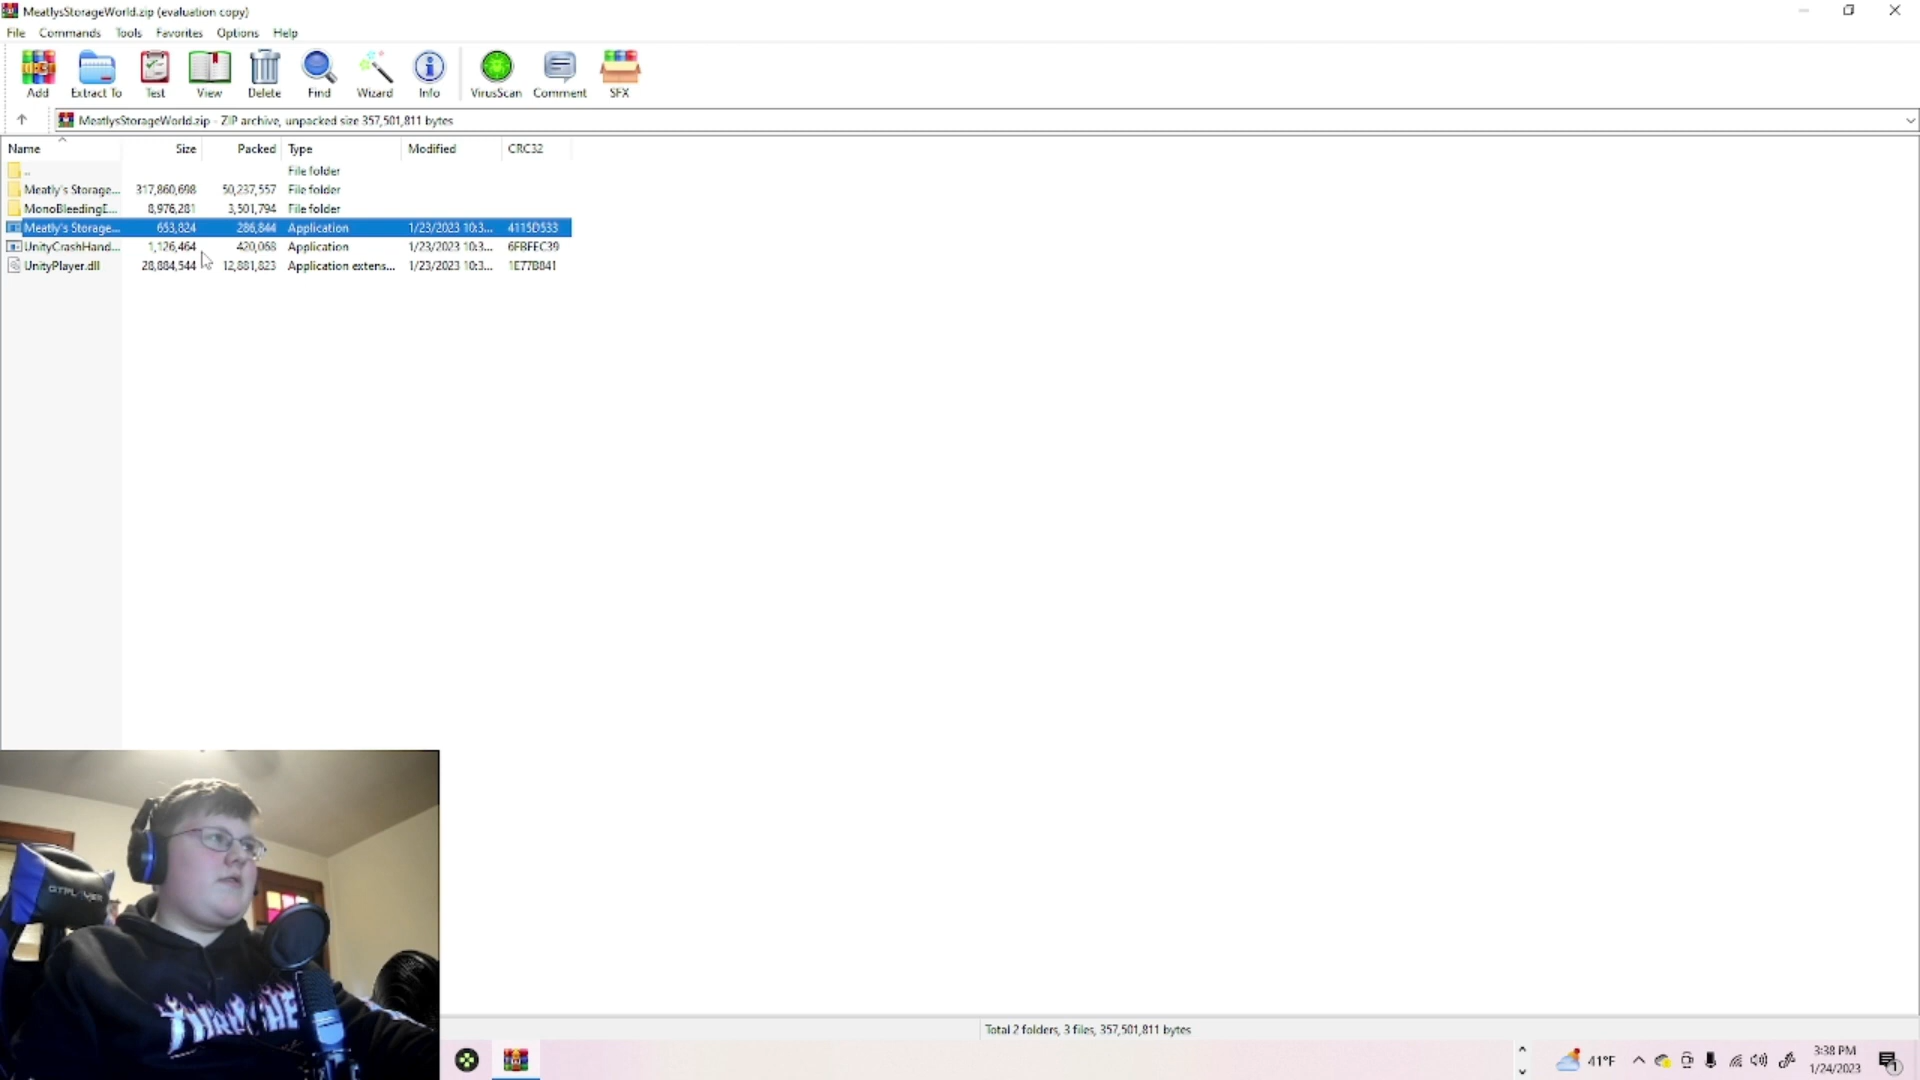 MeatlysStorageWorld.zip (evaluation copy)
File Commands Tools Favorites Options Help
Add Extract To Test View Delete Find Wizard Info VirusScan Comment SFX
MeatlysStorageWorld.zip - ZIP archive, unpacked size 357,501,811 bytes
Name Size Packed Type Modified CRC32
.. File folder
Meatly's Storage... 317,860,698 50,237,557 File folder
MonoBleedingE... 8,976,281 3,501,794 File folder
Meatly's Storage... 653,824 286,844 Application 1/23/2023 10:3... 4115D533
UnityCrashHand... 1,126,464 420,068 Application 1/23/2023 10:3... 6FBFEC39
UnityPlayer.dll 28,884,544 12,881,823 Application extens... 1/23/2023 10:3... 1E77B841
GTPLAYER
Total 2 folders, 3 files, 357,501,811 bytes
41°F
3:38 PM
1/24/2023
1